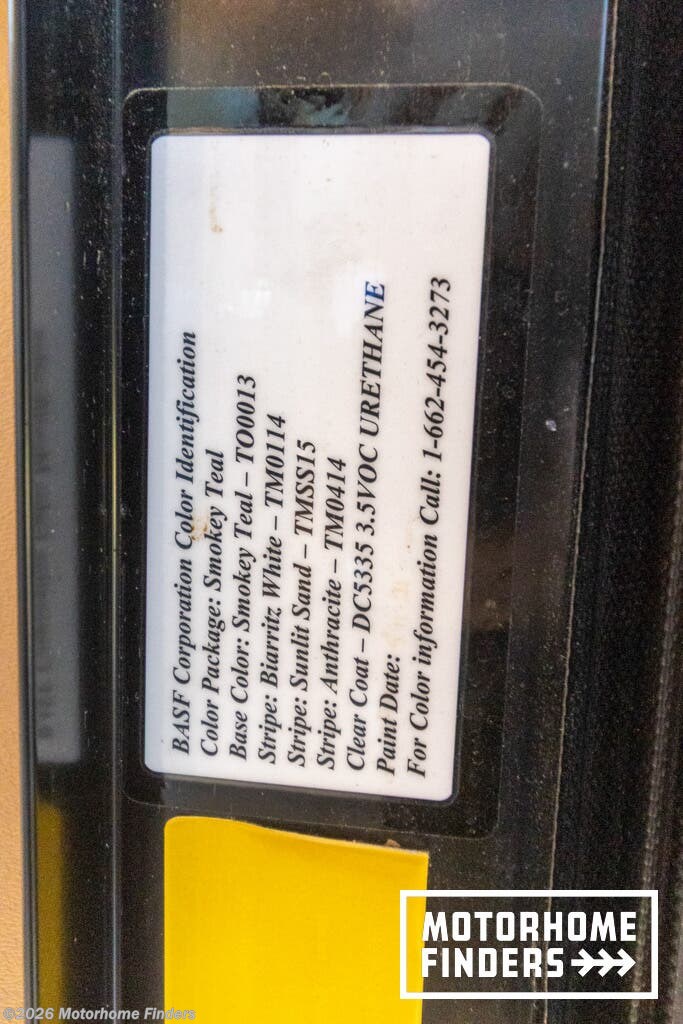 BASF Corporation Color Identification
Color Package: Smokey Teal
Base Color: Smokey Teal – TO0013
Stripe: Biarritz White – TM0114
Stripe: Sunlit Sand – TMSS15
Stripe: Anthracite – TM0414
Clear Coat – DC5335 3.5VOC URETHANE
Paint Date:
For Color information Call: 1-662-454-3273
MOTORHOME
FINDERS
©2026 Motorhome Finders